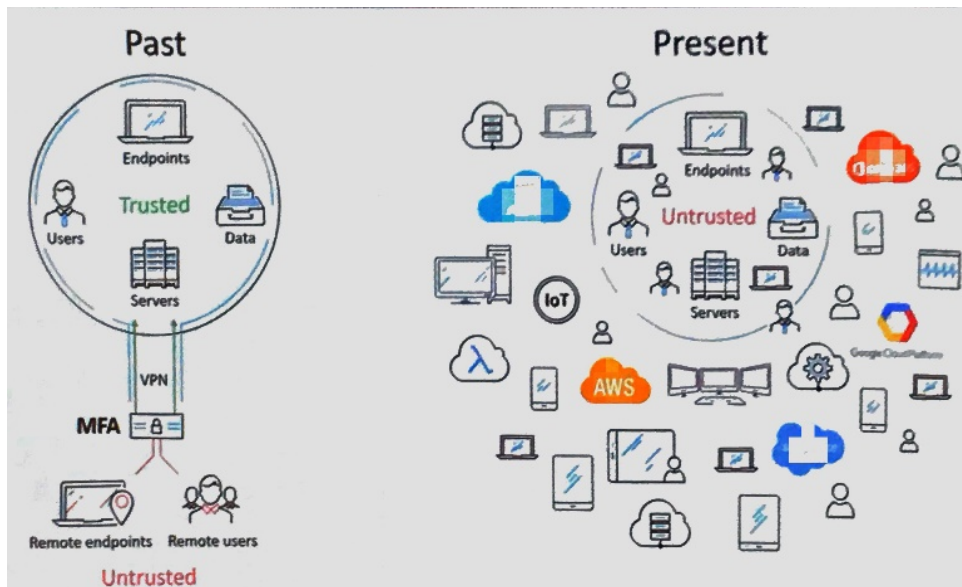 Past
Endpoints
Trusted
Users
Data
Servers
VPN
MFA
Remote endpoints
Remote users
Untrusted
Present
Endpoints
Untrusted
Users
Data
Servers
IoT
Google Cloud Platform
AWS